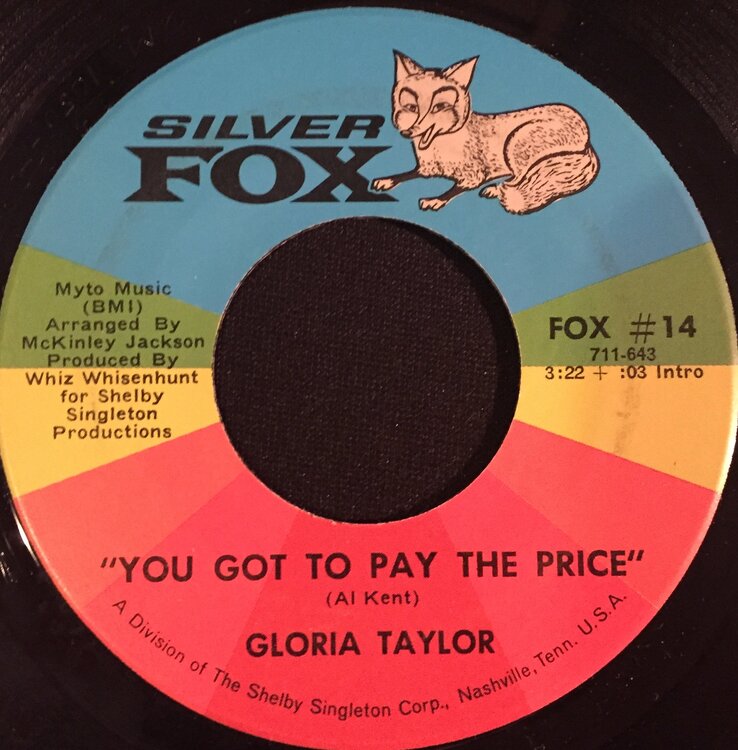 SILVER
FOX
Myto Music
(BMI)
Arranged By
McKinley Jackson
Produced By
Whiz Whisenhunt
for Shelby
Singleton
Productions
FOX #14
711-643
3:22 + :03 Intro
"YOU GOT TO PAY THE PRICE"
(Al Kent)
GLORIA TAYLOR
A Division of The Shelby Singleton Corp., Nashville, Tenn. U.S.A.